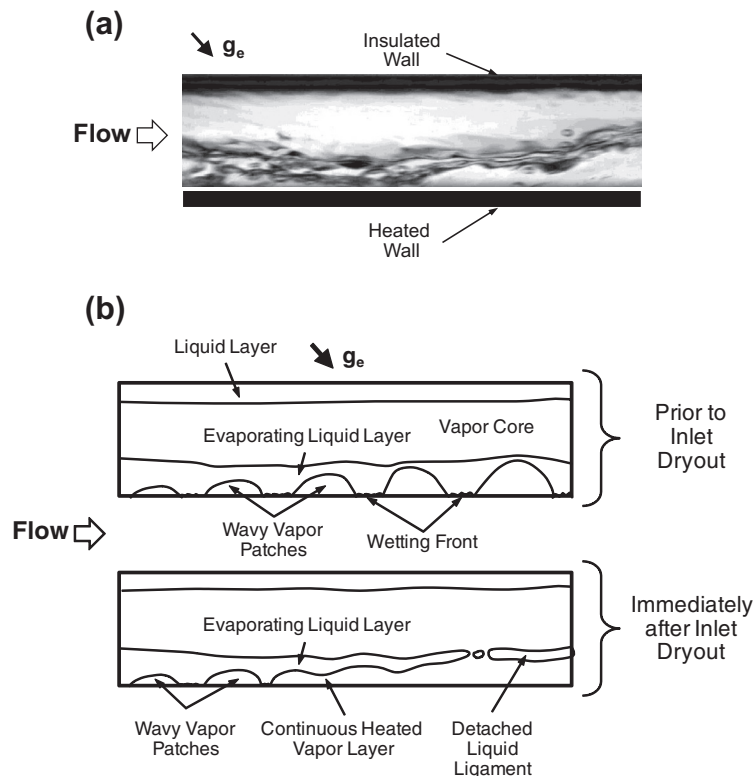 (a)
ge
Insulated
Wall
Flow
Heated
Wall
(b)
Liquid Layer
ge
Evaporating Liquid Layer
Vapor Core
Prior to
Inlet
Dryout
Wavy Vapor
Patches
Wetting Front
Flow
Evaporating Liquid Layer
Immediately
after Inlet
Dryout
Wavy Vapor
Patches
Continuous Heated
Vapor Layer
Detached
Liquid
Ligament